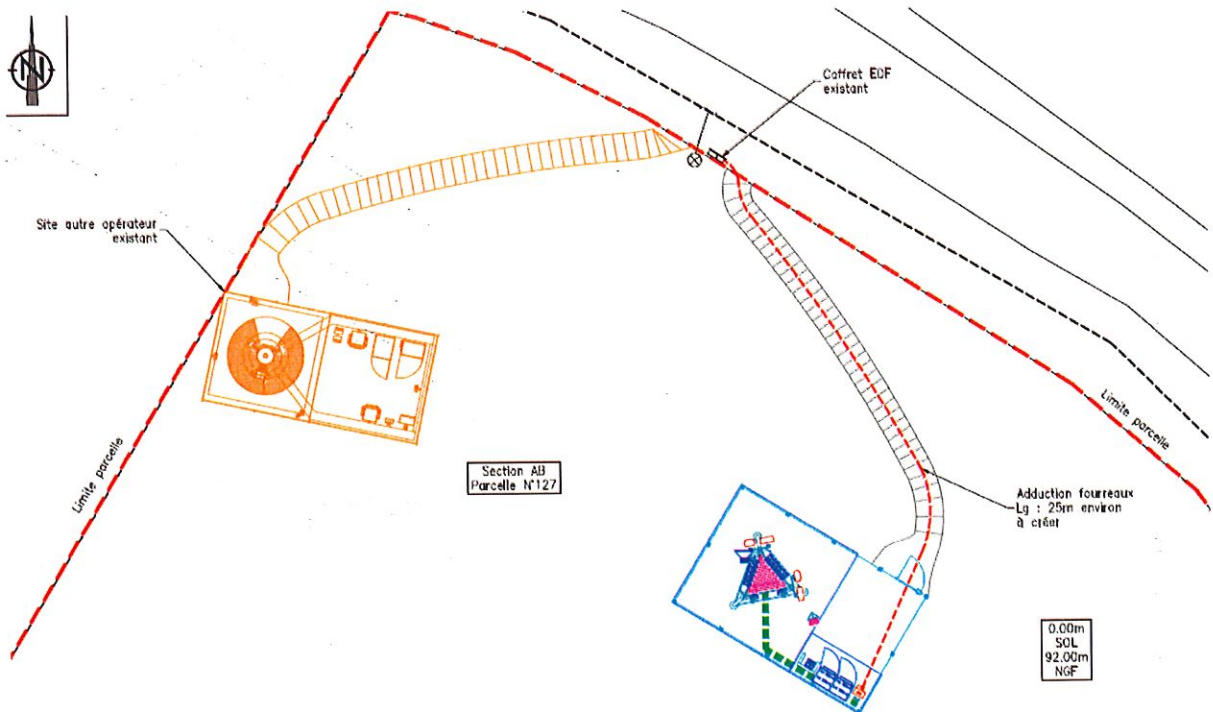 N
Coffret EDF
existant
Site autre opérateur
existant
Limite parcelle
Limite parcelle
Section AB
Parcelle N°127
Adduction fourreaux
Lg : 25m environ
à créer
0.00m
SOL
92.00m
NGF